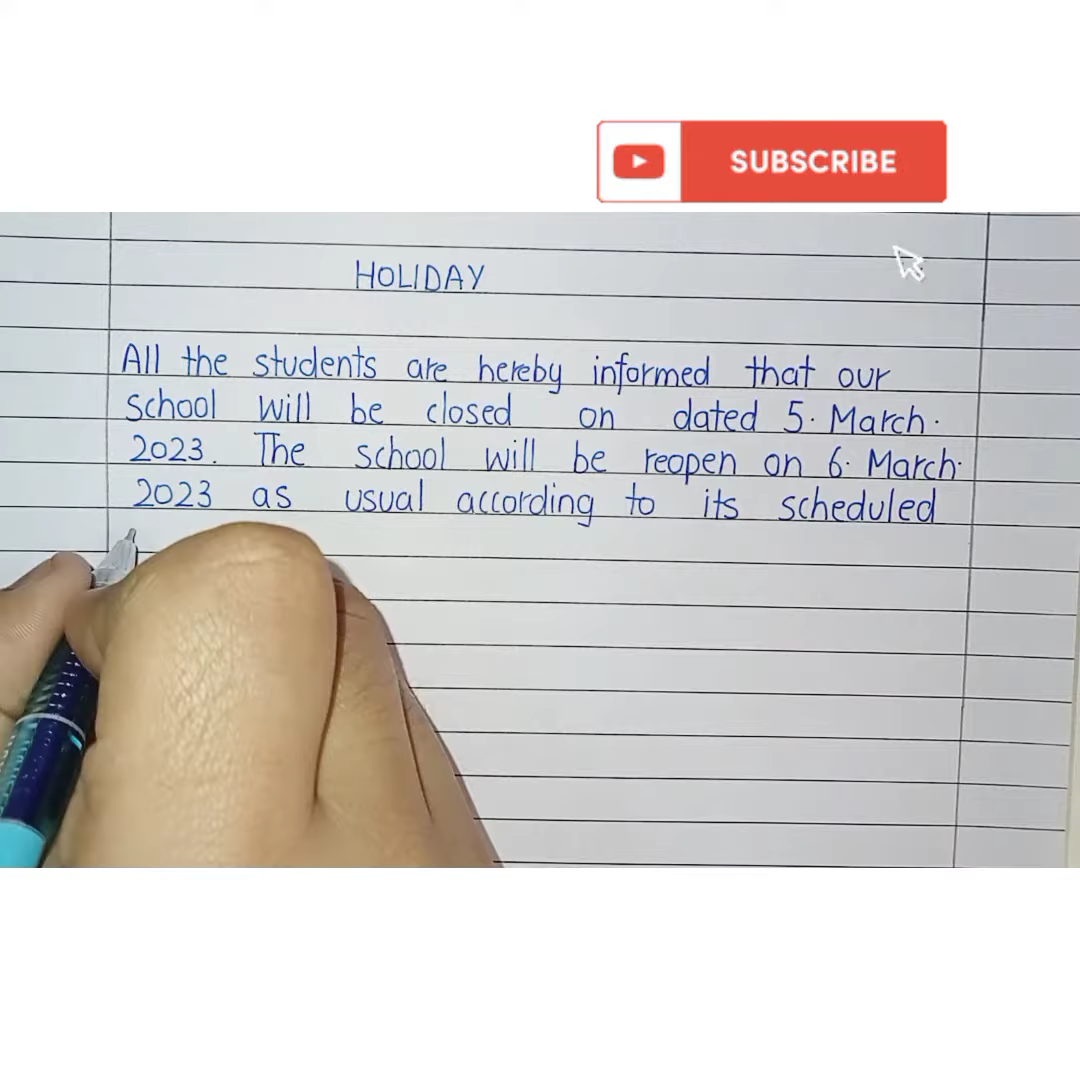 SUBSCRIBE
HOLIDAY
All the students are hereby informed that our
school will be closed on dated 5. March.
2023. The school will be reopen on 6. March.
2023 as usual according to its scheduled